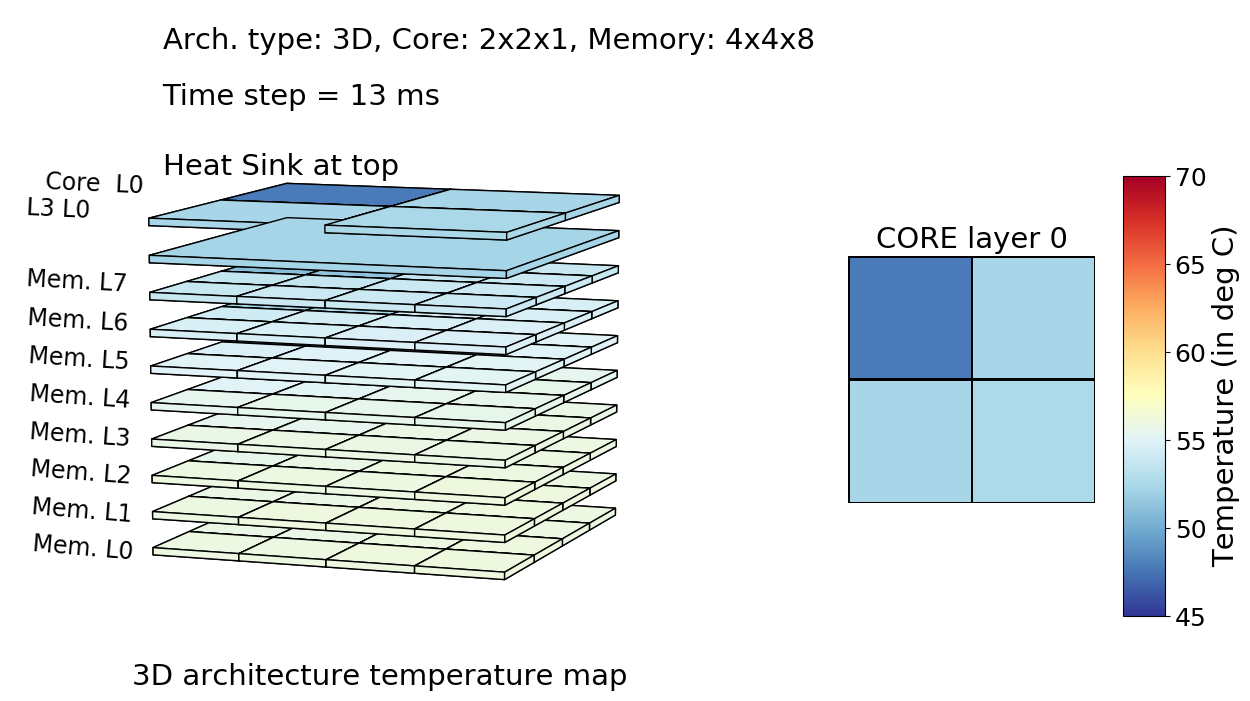 Arch. type: 3D, Core: 2x2x1, Memory: 4x4x8
Time step = 13 ms
Heat Sink at top
Core  L0
L3 L0
Mem. L7
Mem. L6
Mem. L5
Mem. L4
Mem. L3
Mem. L2
Mem. L1
Mem. L0
3D architecture temperature map
CORE layer 0
70
65
60
55
50
45
Temperature (in deg C)